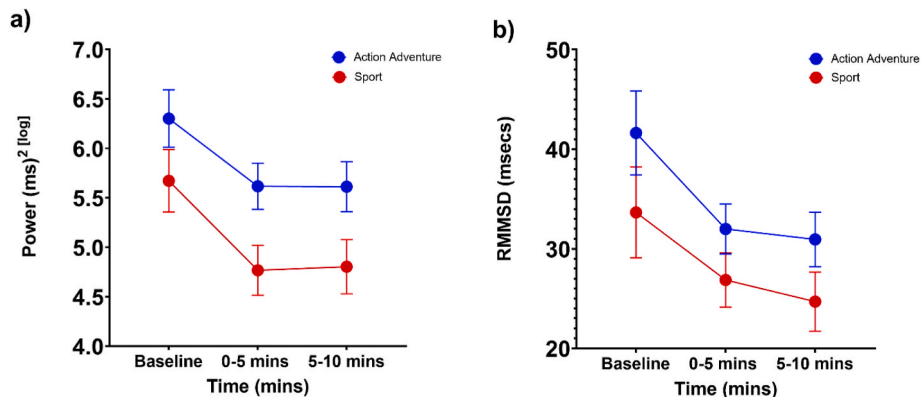 a)
Power (ms)2 [log]
7.0
6.5
6.0
5.5
5.0
4.5
4.0
Action Adventure
Sport
Baseline 0-5 mins 5-10 mins
Time (mins)
b)
RMMSD (msecs)
50
40
30
20
Action Adventure
Sport
Baseline 0-5 mins 5-10 mins
Time (mins)